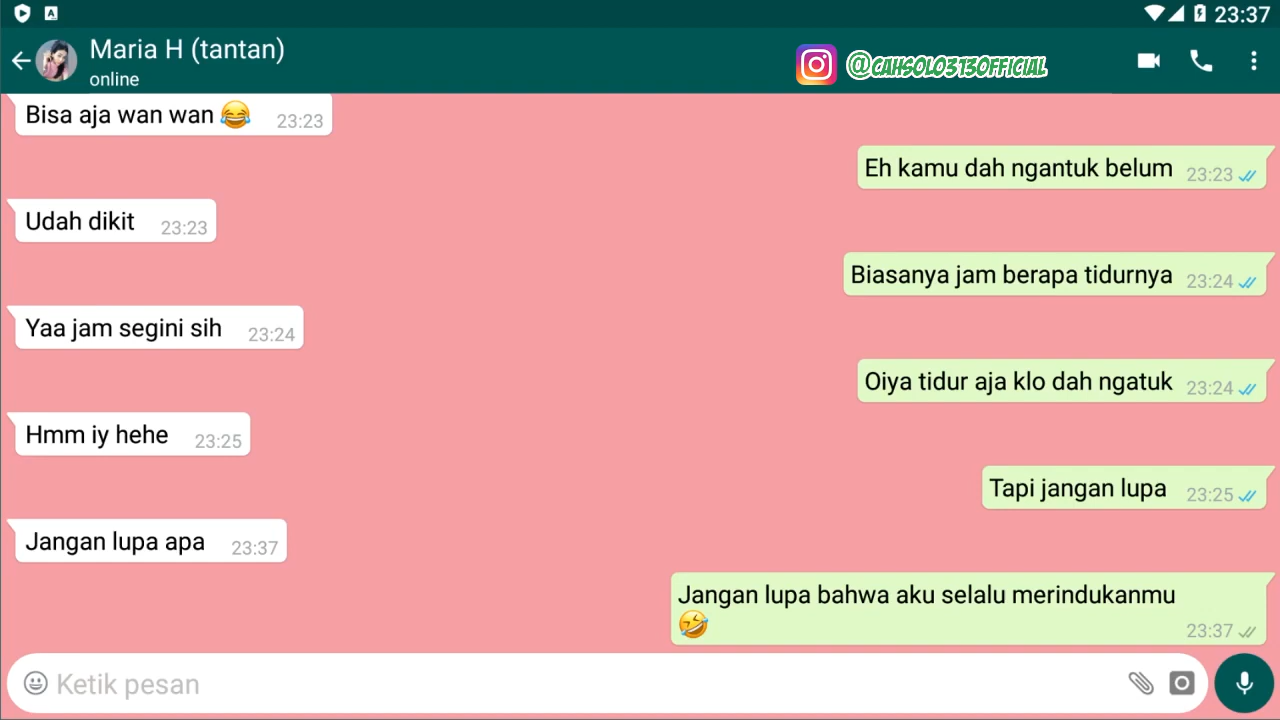 23:37
Maria H (tantan)
online
@CAHSOLO313OFFICIAL
Bisa aja wan wan 😂 23:23
Eh kamu dah ngantuk belum 23:23
Udah dikit 23:23
Biasanya jam berapa tidurnya 23:24
Yaa jam segini sih 23:24
Oiya tidur aja klo dah ngatuk 23:24
Hmm iy hehe 23:25
Tapi jangan lupa 23:25
Jangan lupa apa 23:37
Jangan lupa bahwa aku selalu merindukanmu
🤣 23:37
Ketik pesan